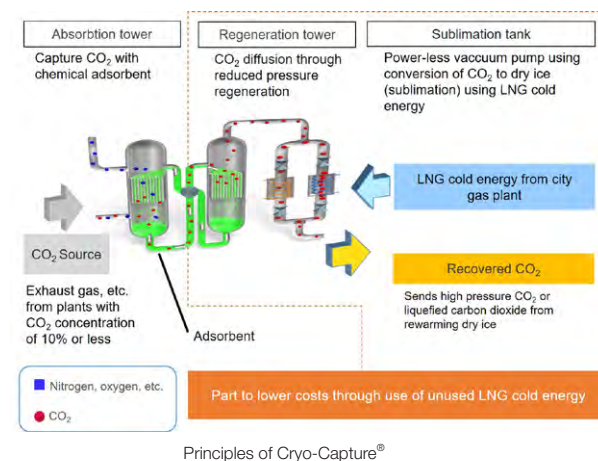 Absorbtion tower
Capture CO₂ with
chemical adsorbent
Regeneration tower
CO₂ diffusion through
reduced pressure
regeneration
Sublimation tank
Power-less vacuum pump using
conversion of CO₂ to dry ice
(sublimation) using LNG cold
energy
LNG cold energy from city
gas plant
CO₂ Source
Exhaust gas, etc.
from plants with
CO₂ concentration
of 10% or less
Adsorbent
Recovered CO₂
Sends high pressure CO₂ or
liquefied carbon dioxide from
rewarming dry ice
Nitrogen, oxygen, etc.
CO₂
Part to lower costs through use of unused LNG cold energy
Principles of Cryo-Capture®